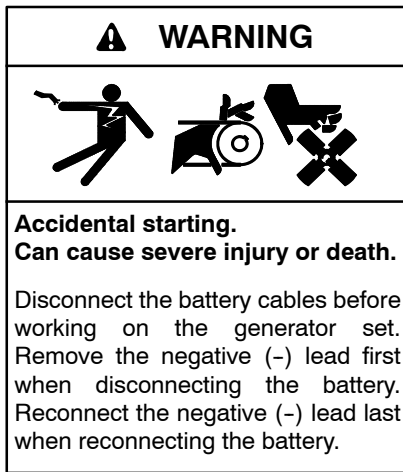 WARNING
Accidental starting.
Can cause severe injury or death.
Disconnect the battery cables before
working on the generator set.
Remove the negative (–) lead first
when disconnecting the battery.
Reconnect the negative (–) lead last
when reconnecting the battery.